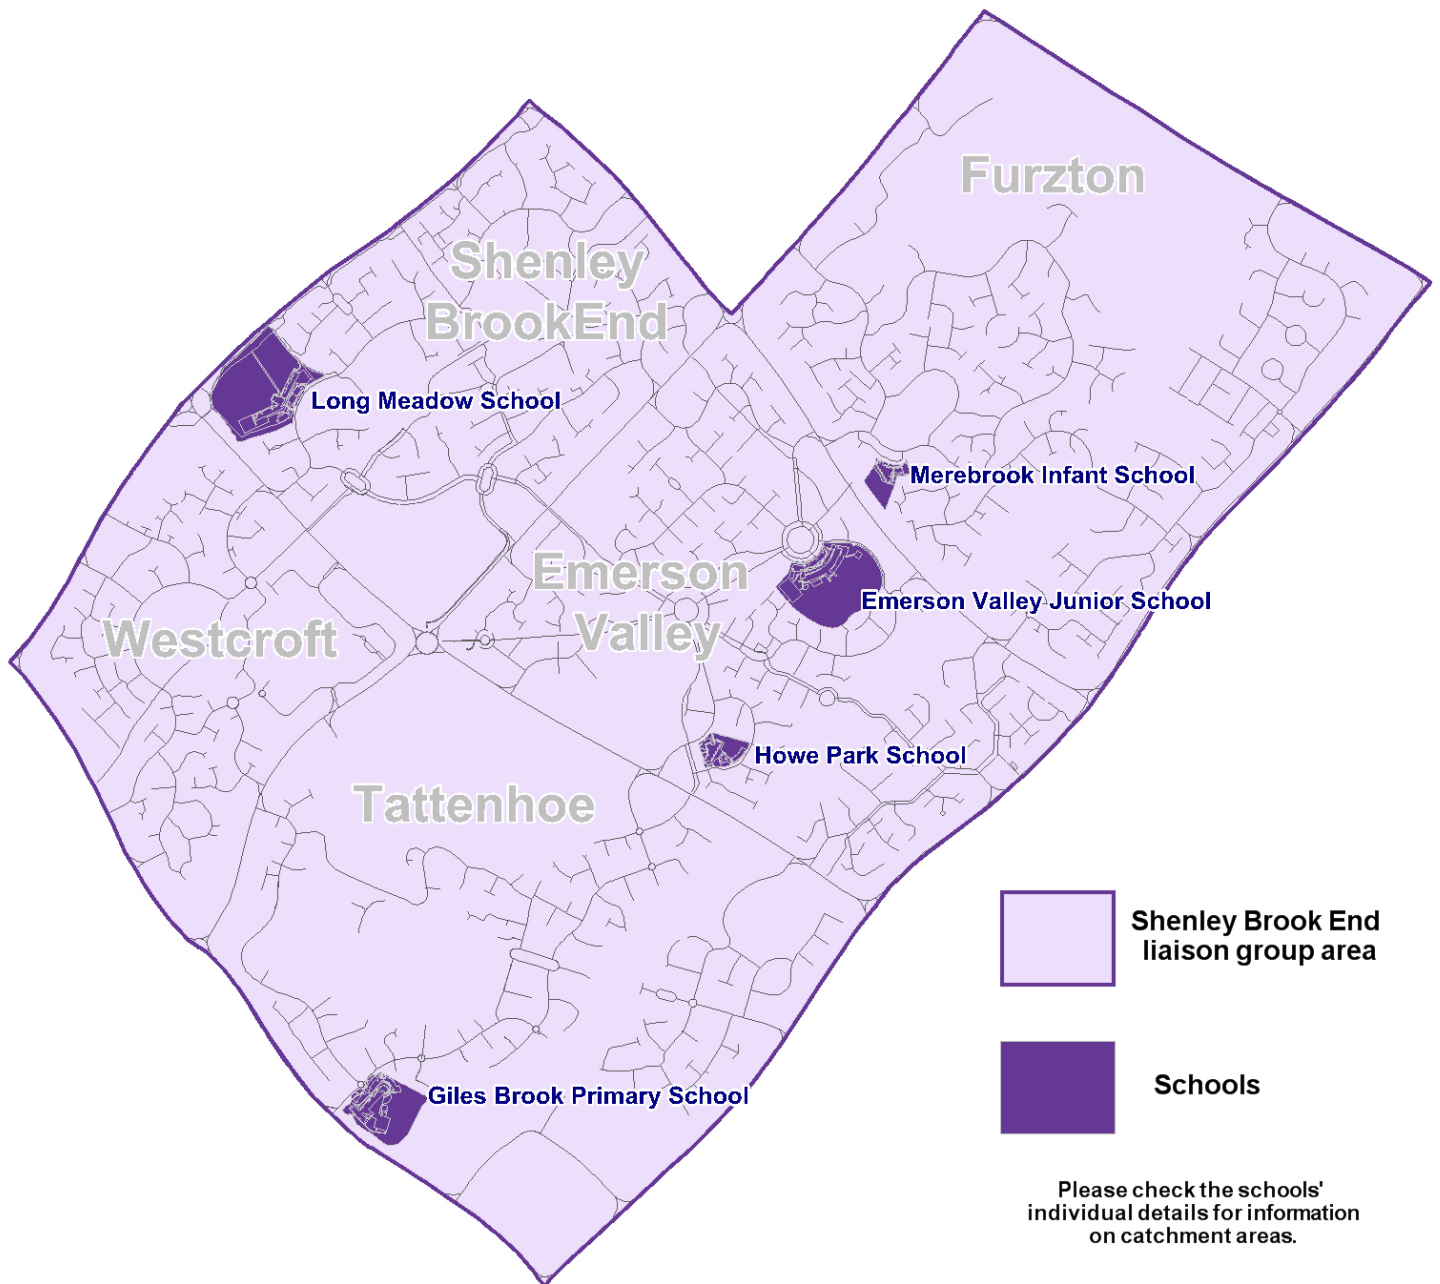 Furzton
Shenley
BrookEnd
Long Meadow School
Merebrook Infant School
Emerson
Valley
Emerson Valley Junior School
Westcroft
Howe Park School
Tattenhoe
Giles Brook Primary School
Shenley Brook End
liaison group area
Schools
Please check the schools'
individual details for information
on catchment areas.